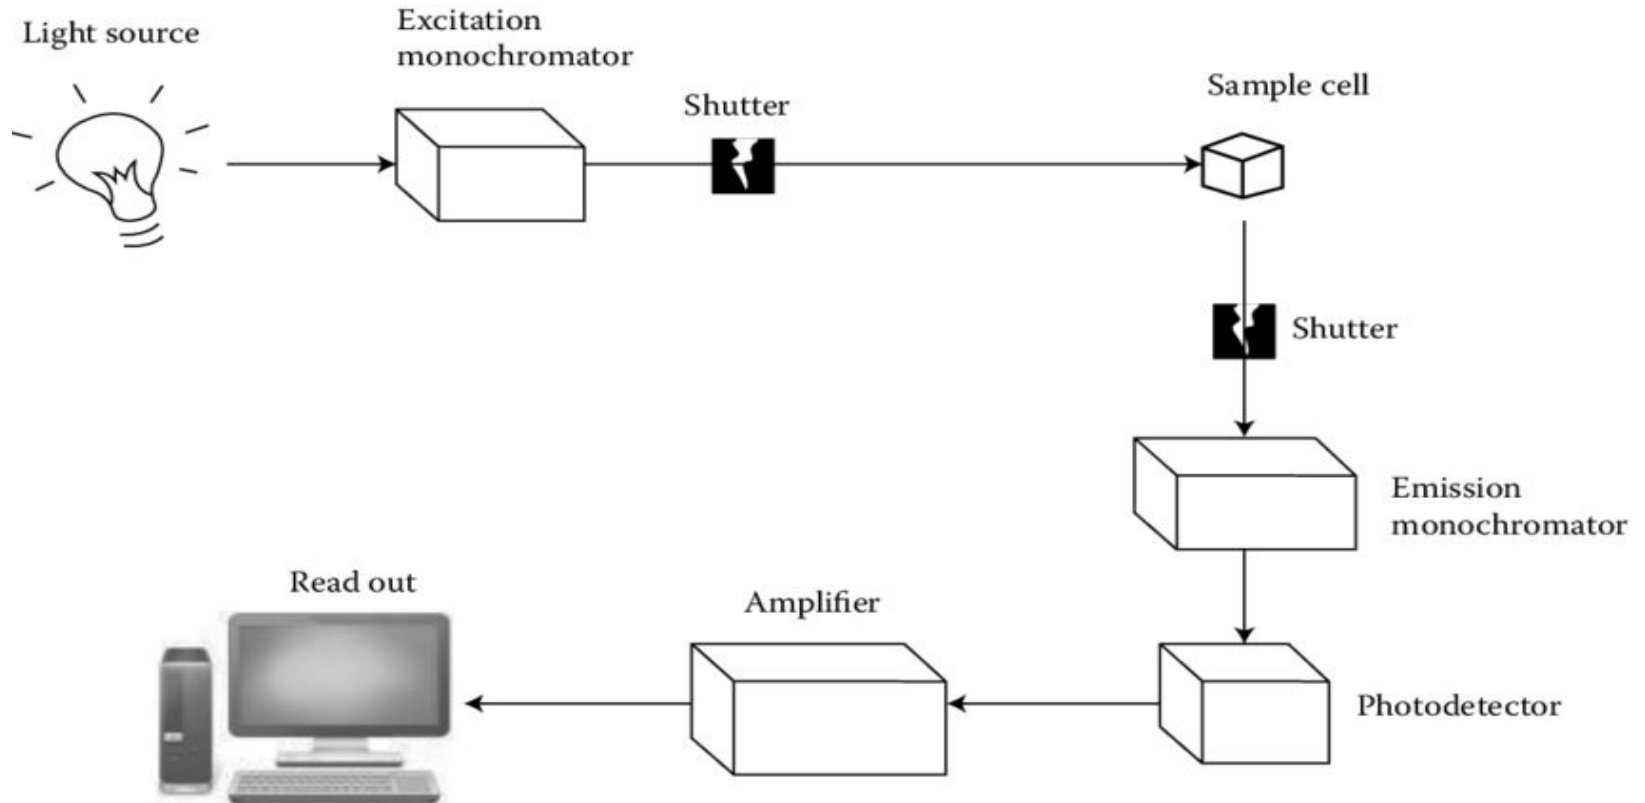 Light source
Excitation
monochromator
Shutter
Sample cell
Shutter
Emission
monochromator
Read out
Amplifier
Photodetector